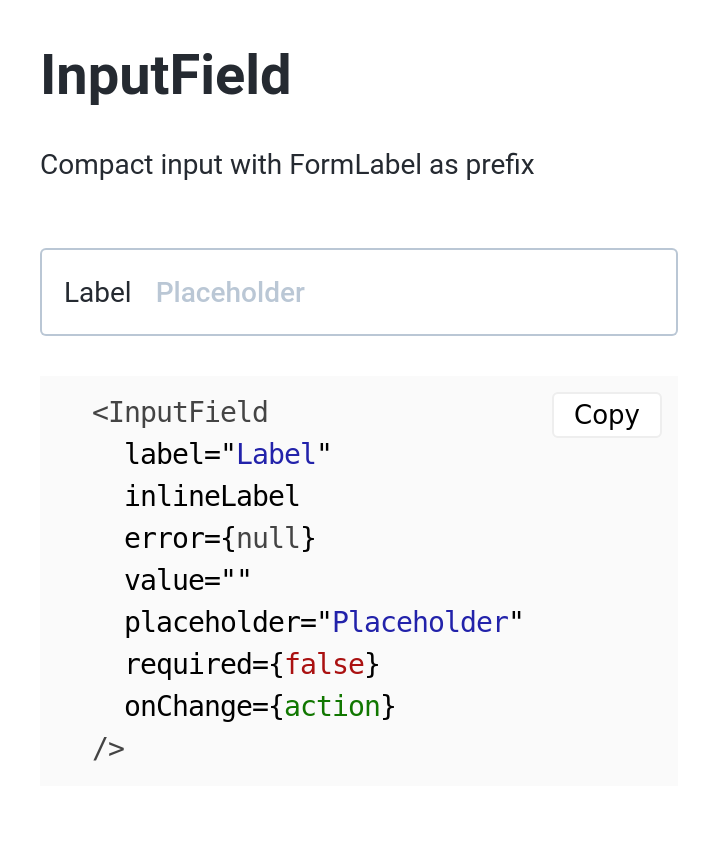 InputField
Compact input with FormLabel as prefix
Label Placeholder
<InputField
Copy
label="Label"
inlineLabel
error={null}
value=""
placeholder="Placeholder"
required={false}
onChange={action}
/>